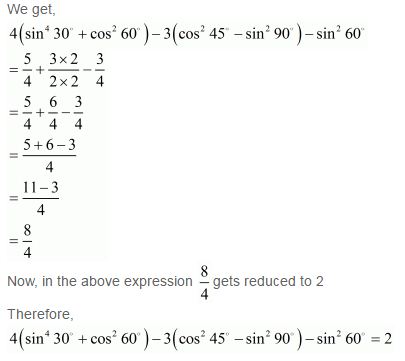 We get,
4(sin⁴ 30° + cos² 60°) − 3(cos² 45° − sin² 90°) − sin² 60°
= 5/4 + (3×2)/(2×2) − 3/4
= 5/4 + 6/4 − 3/4
= (5+6−3)/4
= (11−3)/4
= 8/4
Now, in the above expression 8/4 gets reduced to 2
Therefore,
4(sin⁴ 30° + cos² 60°) − 3(cos² 45° − sin² 90°) − sin² 60° = 2